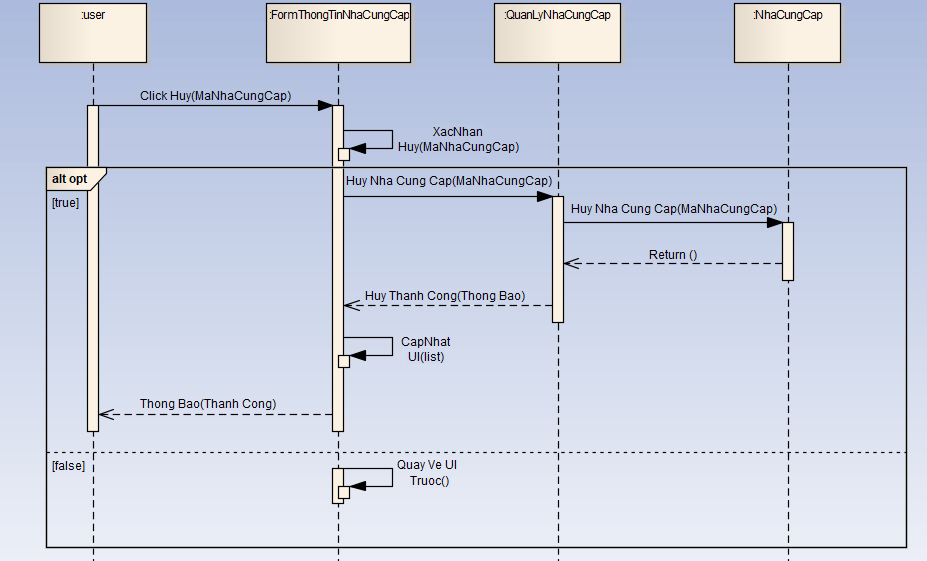 :user
:FormThongTinNhaCungCap
:QuanLyNhaCungCap
:NhaCungCap
Click Huy(MaNhaCungCap)
XacNhan
Huy(MaNhaCungCap)
alt opt
[true]
Huy Nha Cung Cap(MaNhaCungCap)
Huy Nha Cung Cap(MaNhaCungCap)
Return ()
Huy Thanh Cong(Thong Bao)
CapNhat
UI(list)
Thong Bao(Thanh Cong)
[false]
Quay Ve UI
Truoc()